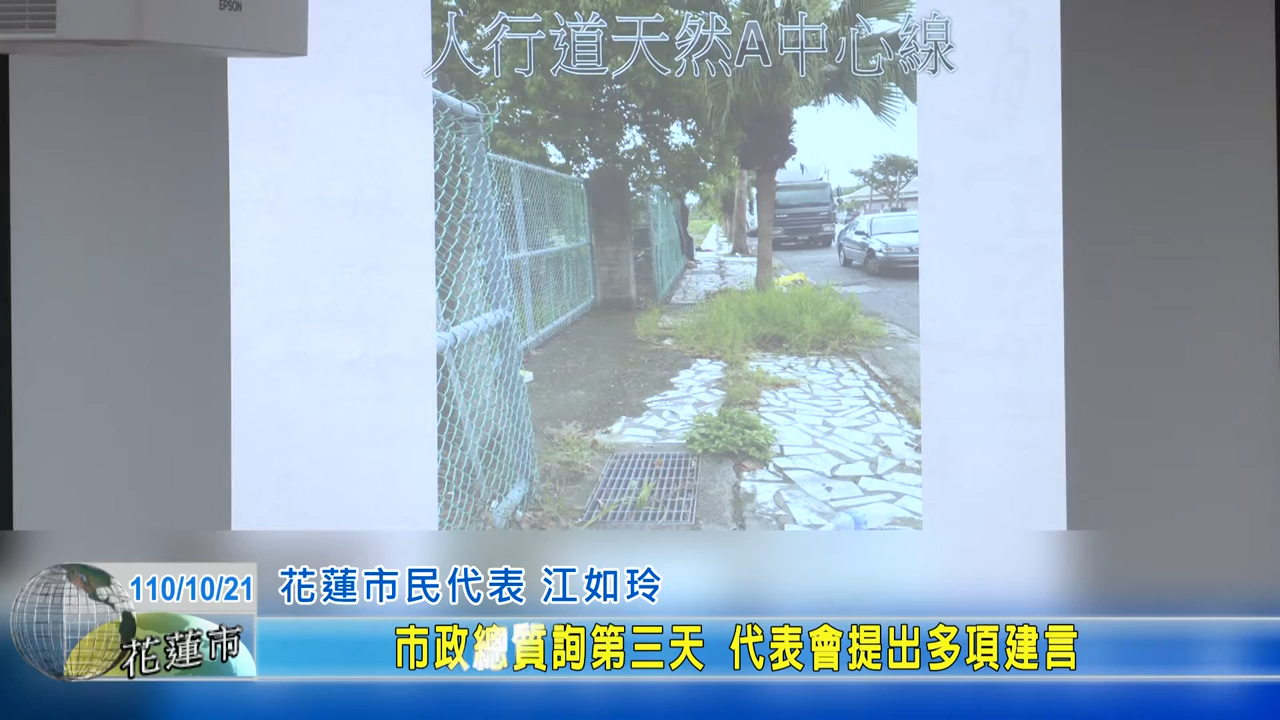 EPSON
人行道天然A中心線
110/10/21
花蓮市民代表 江如玲
花蓮市
市政總質詢第三天 代表會提出多項建言